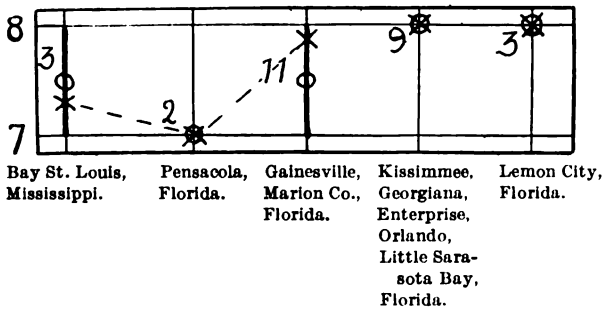 8
3
2
11
9
3
7
Bay St. Louis,
Mississippi.
Pensacola,
Florida.
Gainesville,
Marion Co.,
Florida.
Kissimmee,
Georgiana,
Enterprise,
Orlando,
Little Sara-
sota Bay,
Florida.
Lemon City,
Florida.